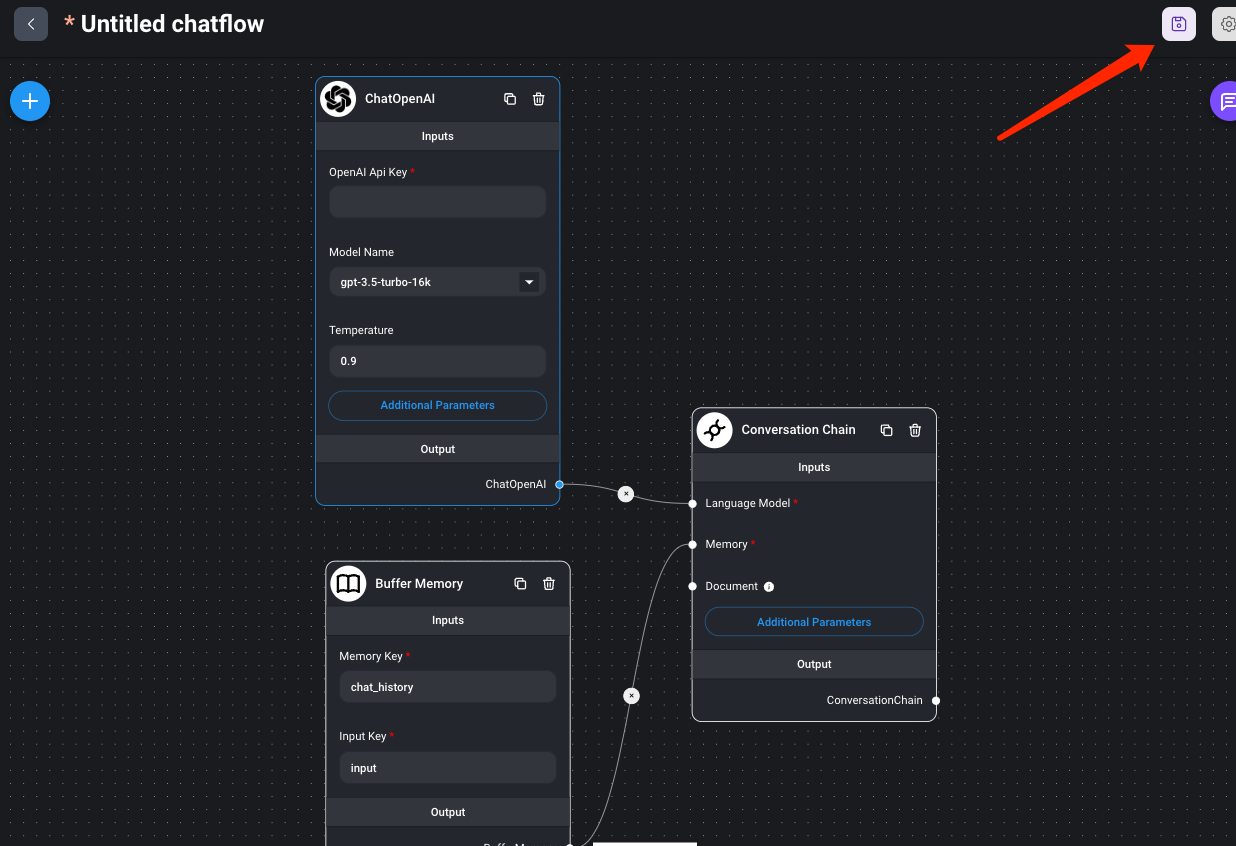 * Untitled chatflow
ChatOpenAI
Inputs
OpenAI Api Key *
Model Name
gpt-3.5-turbo-16k
Temperature
0.9
Additional Parameters
Output
ChatOpenAI
Conversation Chain
Inputs
Language Model *
Memory *
Document
Additional Parameters
Output
ConversationChain
Buffer Memory
Inputs
Memory Key *
chat_history
Input Key *
input
Output